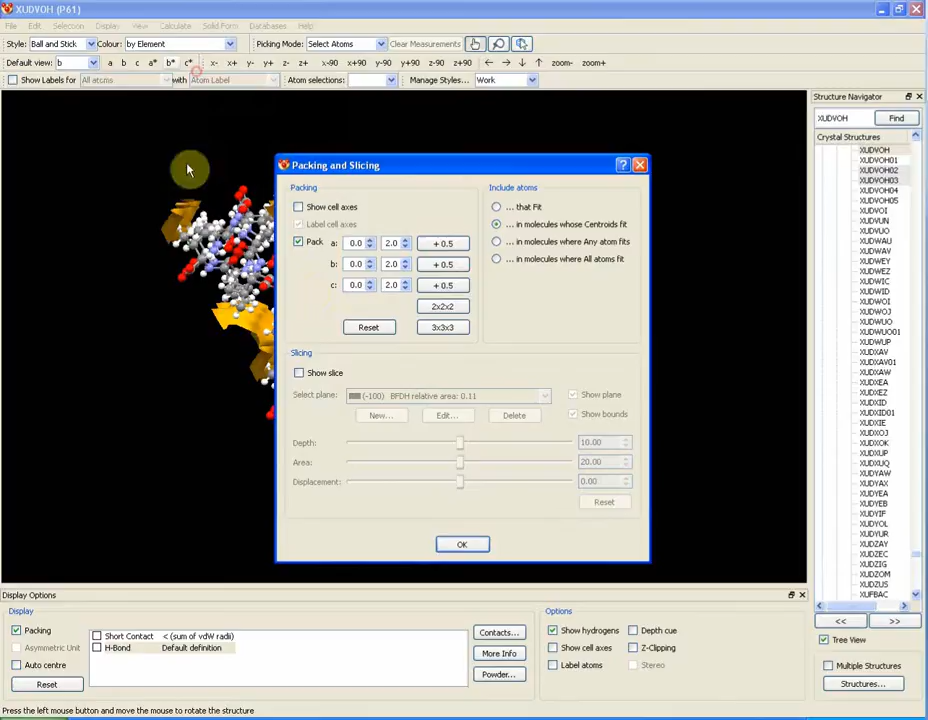 XUDVOH (P61)
File Edit Selection Display Calculate Solid Form Databases Help
Style: Ball and Stick Colour: by Element Picking Mode: Select Atoms Clear Measurements
Default view: b a b c a* b* c* x- x+ y- y+ z- z+ x-90 x+90 y-90 y+90 z-90 z+90 zoom- zoom+
Show Labels for All atoms with Atom Label Atom selections: Manage Styles... Work
Structure Navigator
XUDVOH Find
Crystal Structures
XUDVOH
XUDVOH01
XUDVOH02
XUDVOH03
XUDVOH04
XUDVOH05
XUDVOI
XUDVUN
XUDVUO
XUDWAU
XUDWAV
XUDWEY
XUDWEZ
XUDWIC
XUDWID
XUDWOI
XUDWOJ
XUDWUO
XUDWUO01
XUDWUP
XUDXAV
XUDXAV01
XUDXAW
XUDXEA
XUDXEZ
XUDXID
XUDXID01
XUDXIE
XUDXOJ
XUDXOK
XUDXUP
XUDXUQ
XUDYAW
XUDYAX
XUDYEA
XUDYEB
XUDYIF
XUDYOL
XUDYUR
XUDZAY
XUDZEC
XUDZIG
XUDZOM
XUDZUS
XUFBAC
<< >>
Tree View
Multiple Structures
Structures...
Packing and Slicing
Packing
Show cell axes
Label cell axes
Pack a: 0.0 2.0 + 0.5
b: 0.0 2.0 + 0.5
c: 0.0 2.0 + 0.5
2x2x2
Reset 3x3x3
Include atoms
... that Fit
... in molecules whose Centroids fit
... in molecules where Any atom fits
... in molecules where All atoms fit
Slicing
Show slice
Select plane: (-100) BFDH relative area: 0.11 Show plane
New... Edit... Delete Show bounds
Depth: 10.00
Area: 20.00
Displacement: 0.00
Reset
OK
Display Options
Display
Packing
Asymmetric Unit
Auto centre
Reset
Short Contact < (sum of vdW radii)
H-Bond Default definition
Contacts...
More Info
Powder...
Options
Show hydrogens Depth cue
Show cell axes Z-Clipping
Label atoms Stereo
Press the left mouse button and move the mouse to rotate the structure